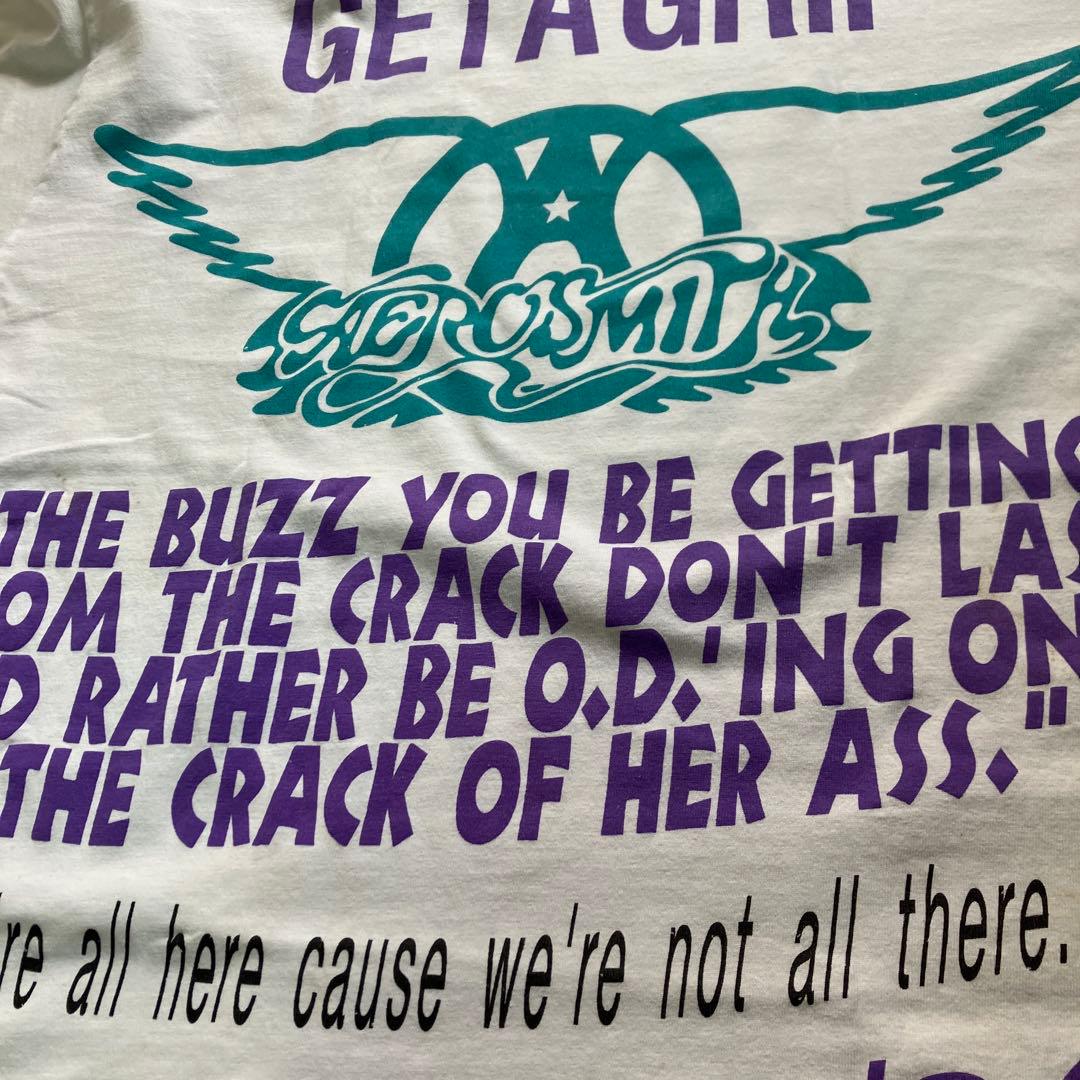 GET A GRIP
AEROSMITH
THE BUZZ YOU BE GETTING
OM THE CRACK DON'T LAS
D RATHER BE O.D.'ING ON
THE CRACK OF HER ASS."
're all here cause we're not all there.